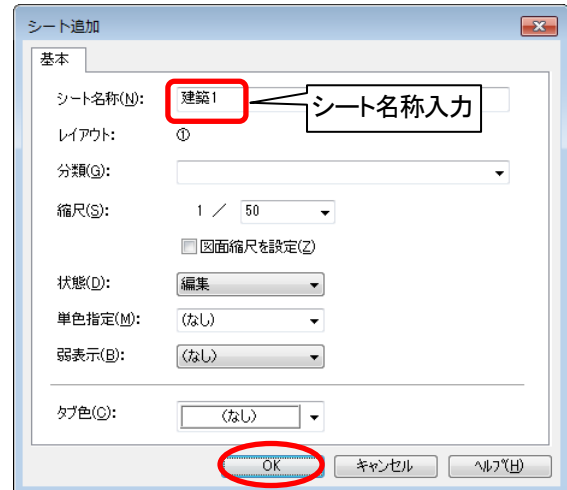 シート追加
基本
シート名称(N): 建築1
シート名称入力
レイアウト: ①
分類(G):
縮尺(S): 1 ／ 50
図面縮尺を設定(Z)
状態(D): 編集
単色指定(M): (なし)
弱表示(B): (なし)
タブ色(C): (なし)
OK キャンセル ヘルプ(H)